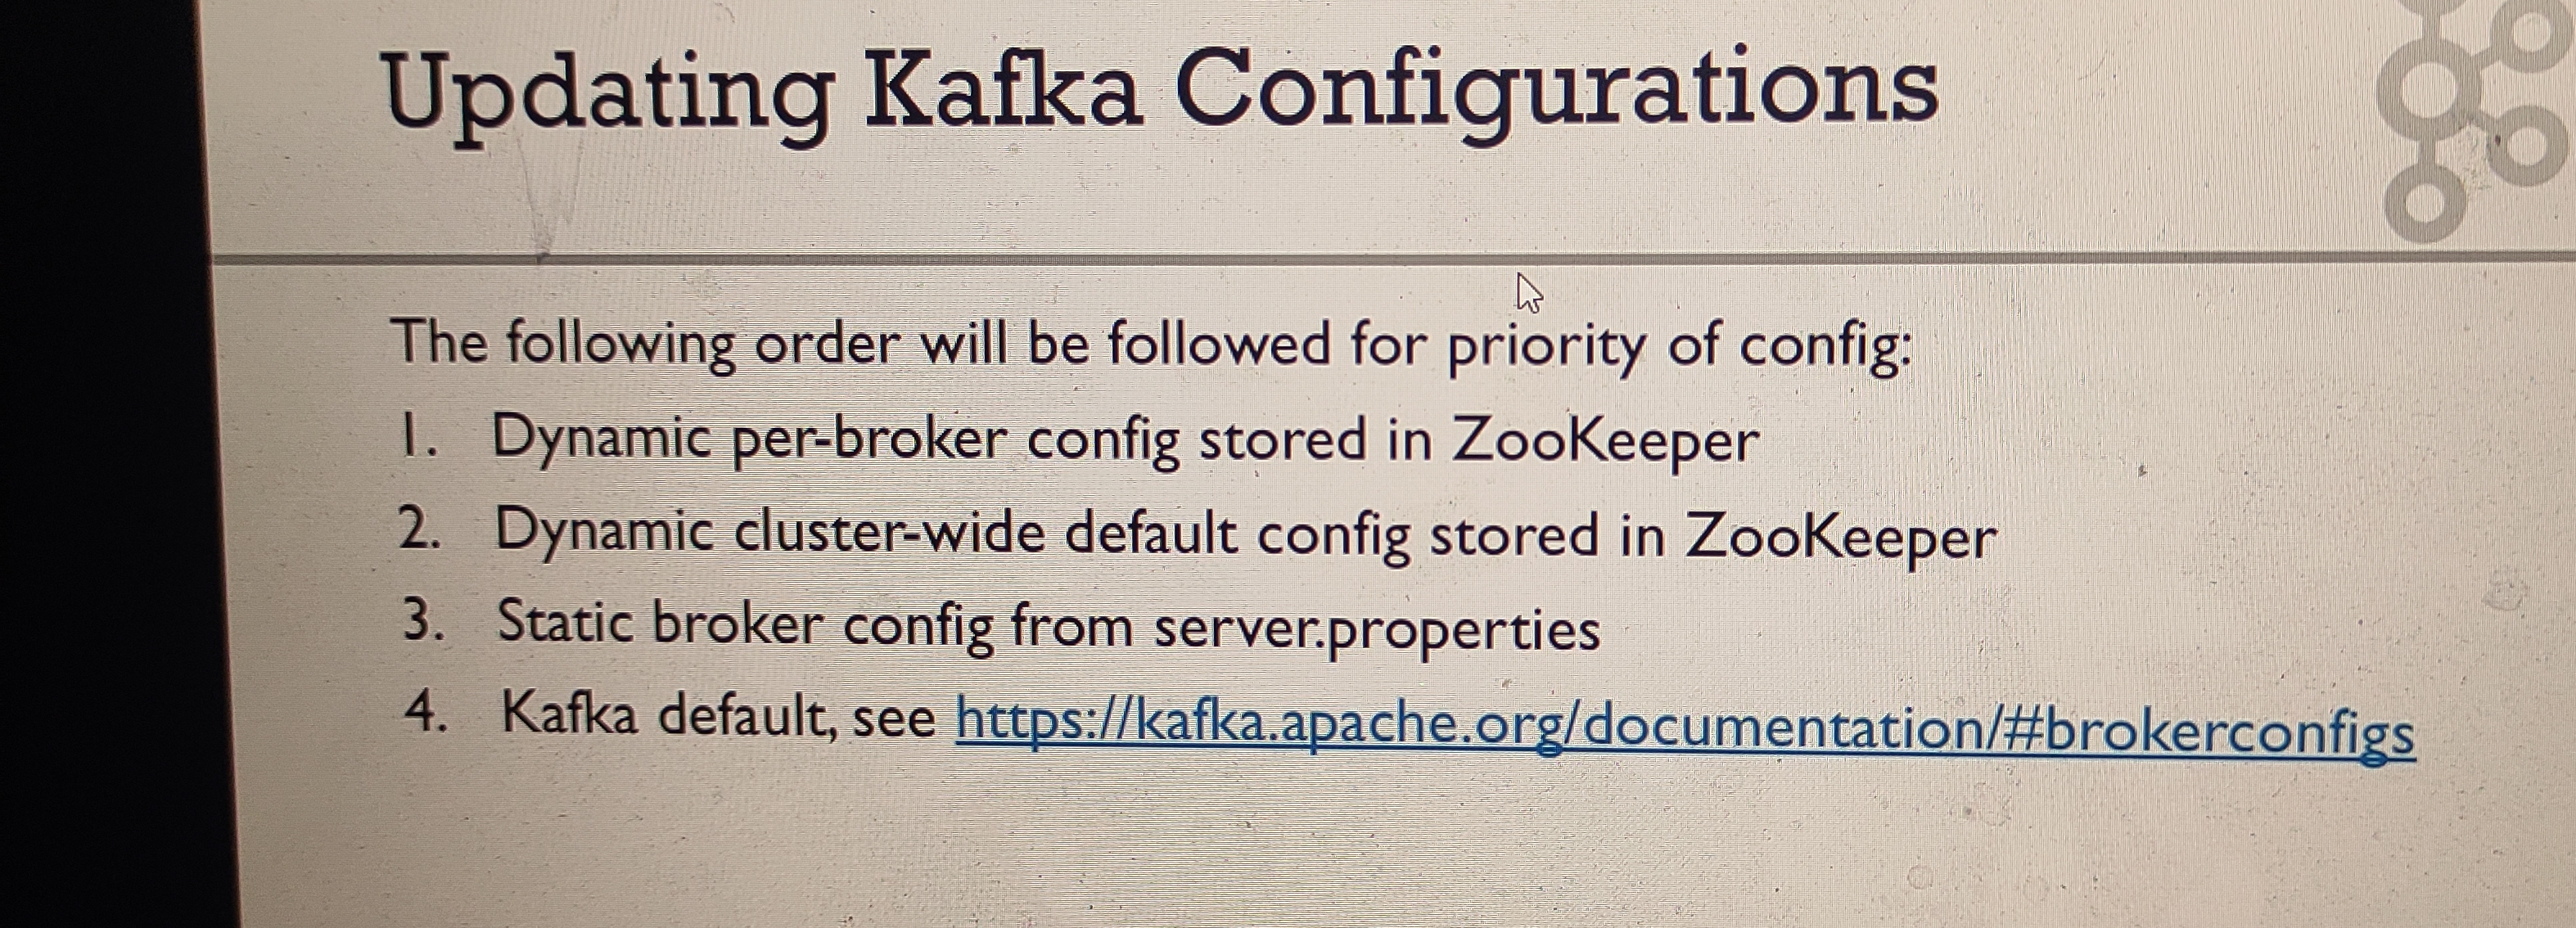 Updating Kafka Configurations
The following order will be followed for priority of config:
1. Dynamic per-broker config stored in ZooKeeper
2. Dynamic cluster-wide default config stored in ZooKeeper
3. Static broker config from server.properties
4. Kafka default, see https://kafka.apache.org/documentation/#brokerconfigs